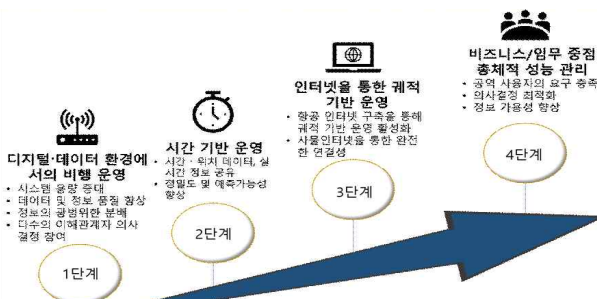 디지털·데이터 환경에
서의 비행 운영
• 시스템 용량 증대
• 데이터 및 정보 품질 향상
• 정보의 광범위한 분배
• 다수의 이해관계자 의사
결정 참여
1단계
시간 기반 운영
• 시간·위치 데이터, 실
시간 정보 공유
• 정밀도 및 예측가능성
향상
2단계
인터넷을 통한 궤적
기반 운영
• 항공 인터넷 구축을 통해
궤적 기반 운영 활성화
• 사물인터넷을 통한 완전
한 연결성
3단계
비즈니스/임무 중점
총체적 성능 관리
• 공역 사용자의 요구 충족
• 의사결정 최적화
• 정보 가용성 향상
4단계